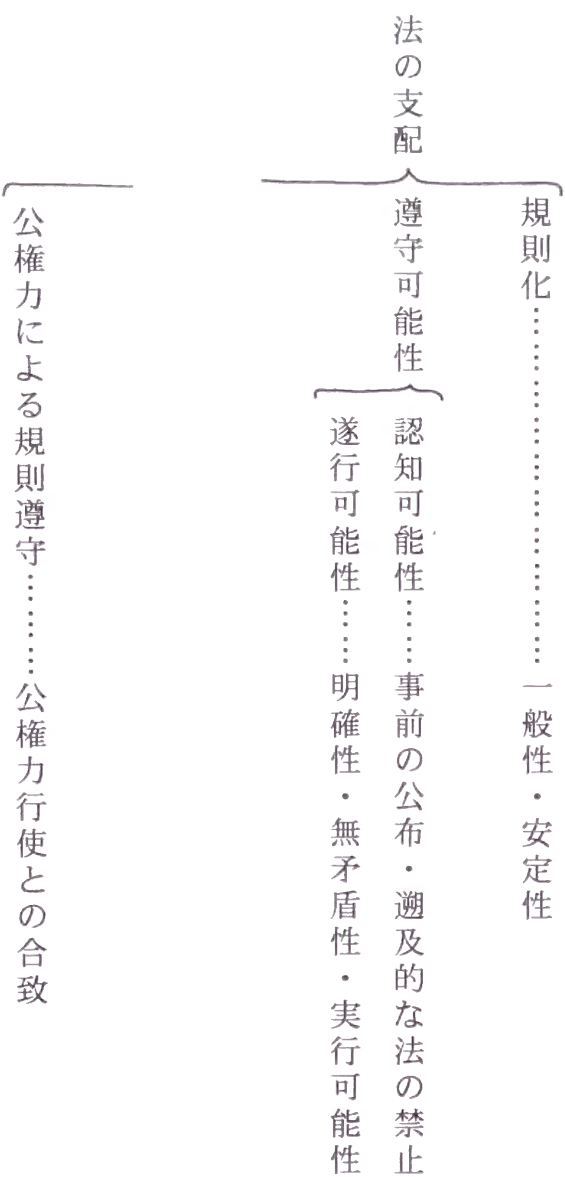 法の支配
規則化……………………………一般性・安定性
遵守可能性
認知可能性……事前の公布・遡及的な法の禁止
遂行可能性……明確性・無矛盾性・実行可能性
公権力による規則遵守………公権力行使との合致